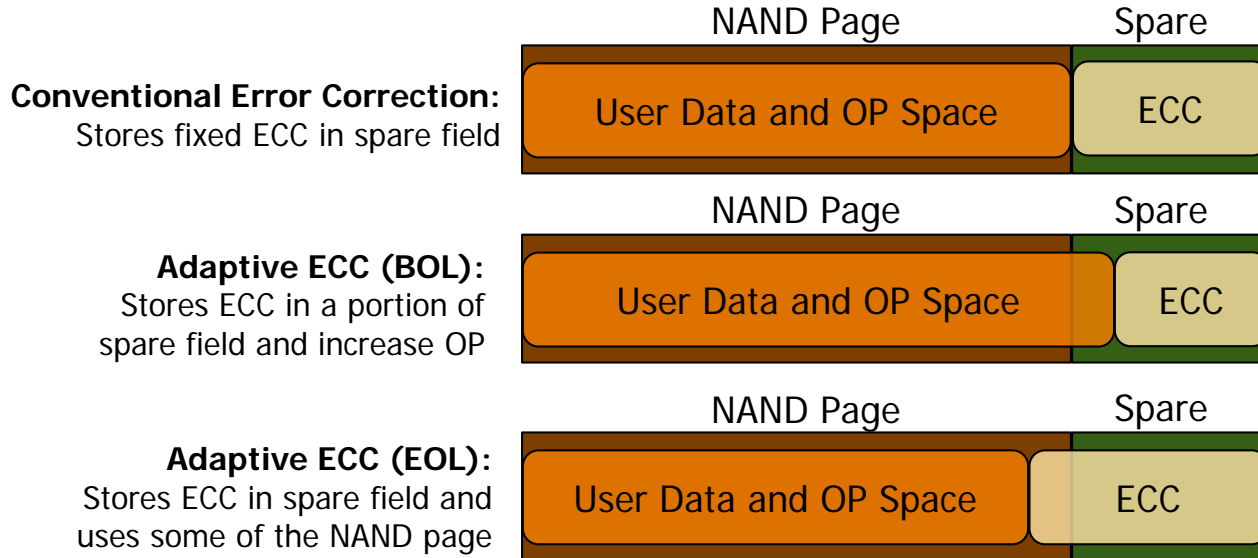 NAND Page Spare
Conventional Error Correction:
Stores fixed ECC in spare field
User Data and OP Space ECC
NAND Page Spare
Adaptive ECC (BOL):
Stores ECC in a portion of
spare field and increase OP
User Data and OP Space ECC
NAND Page Spare
Adaptive ECC (EOL):
Stores ECC in spare field and
uses some of the NAND page
User Data and OP Space ECC